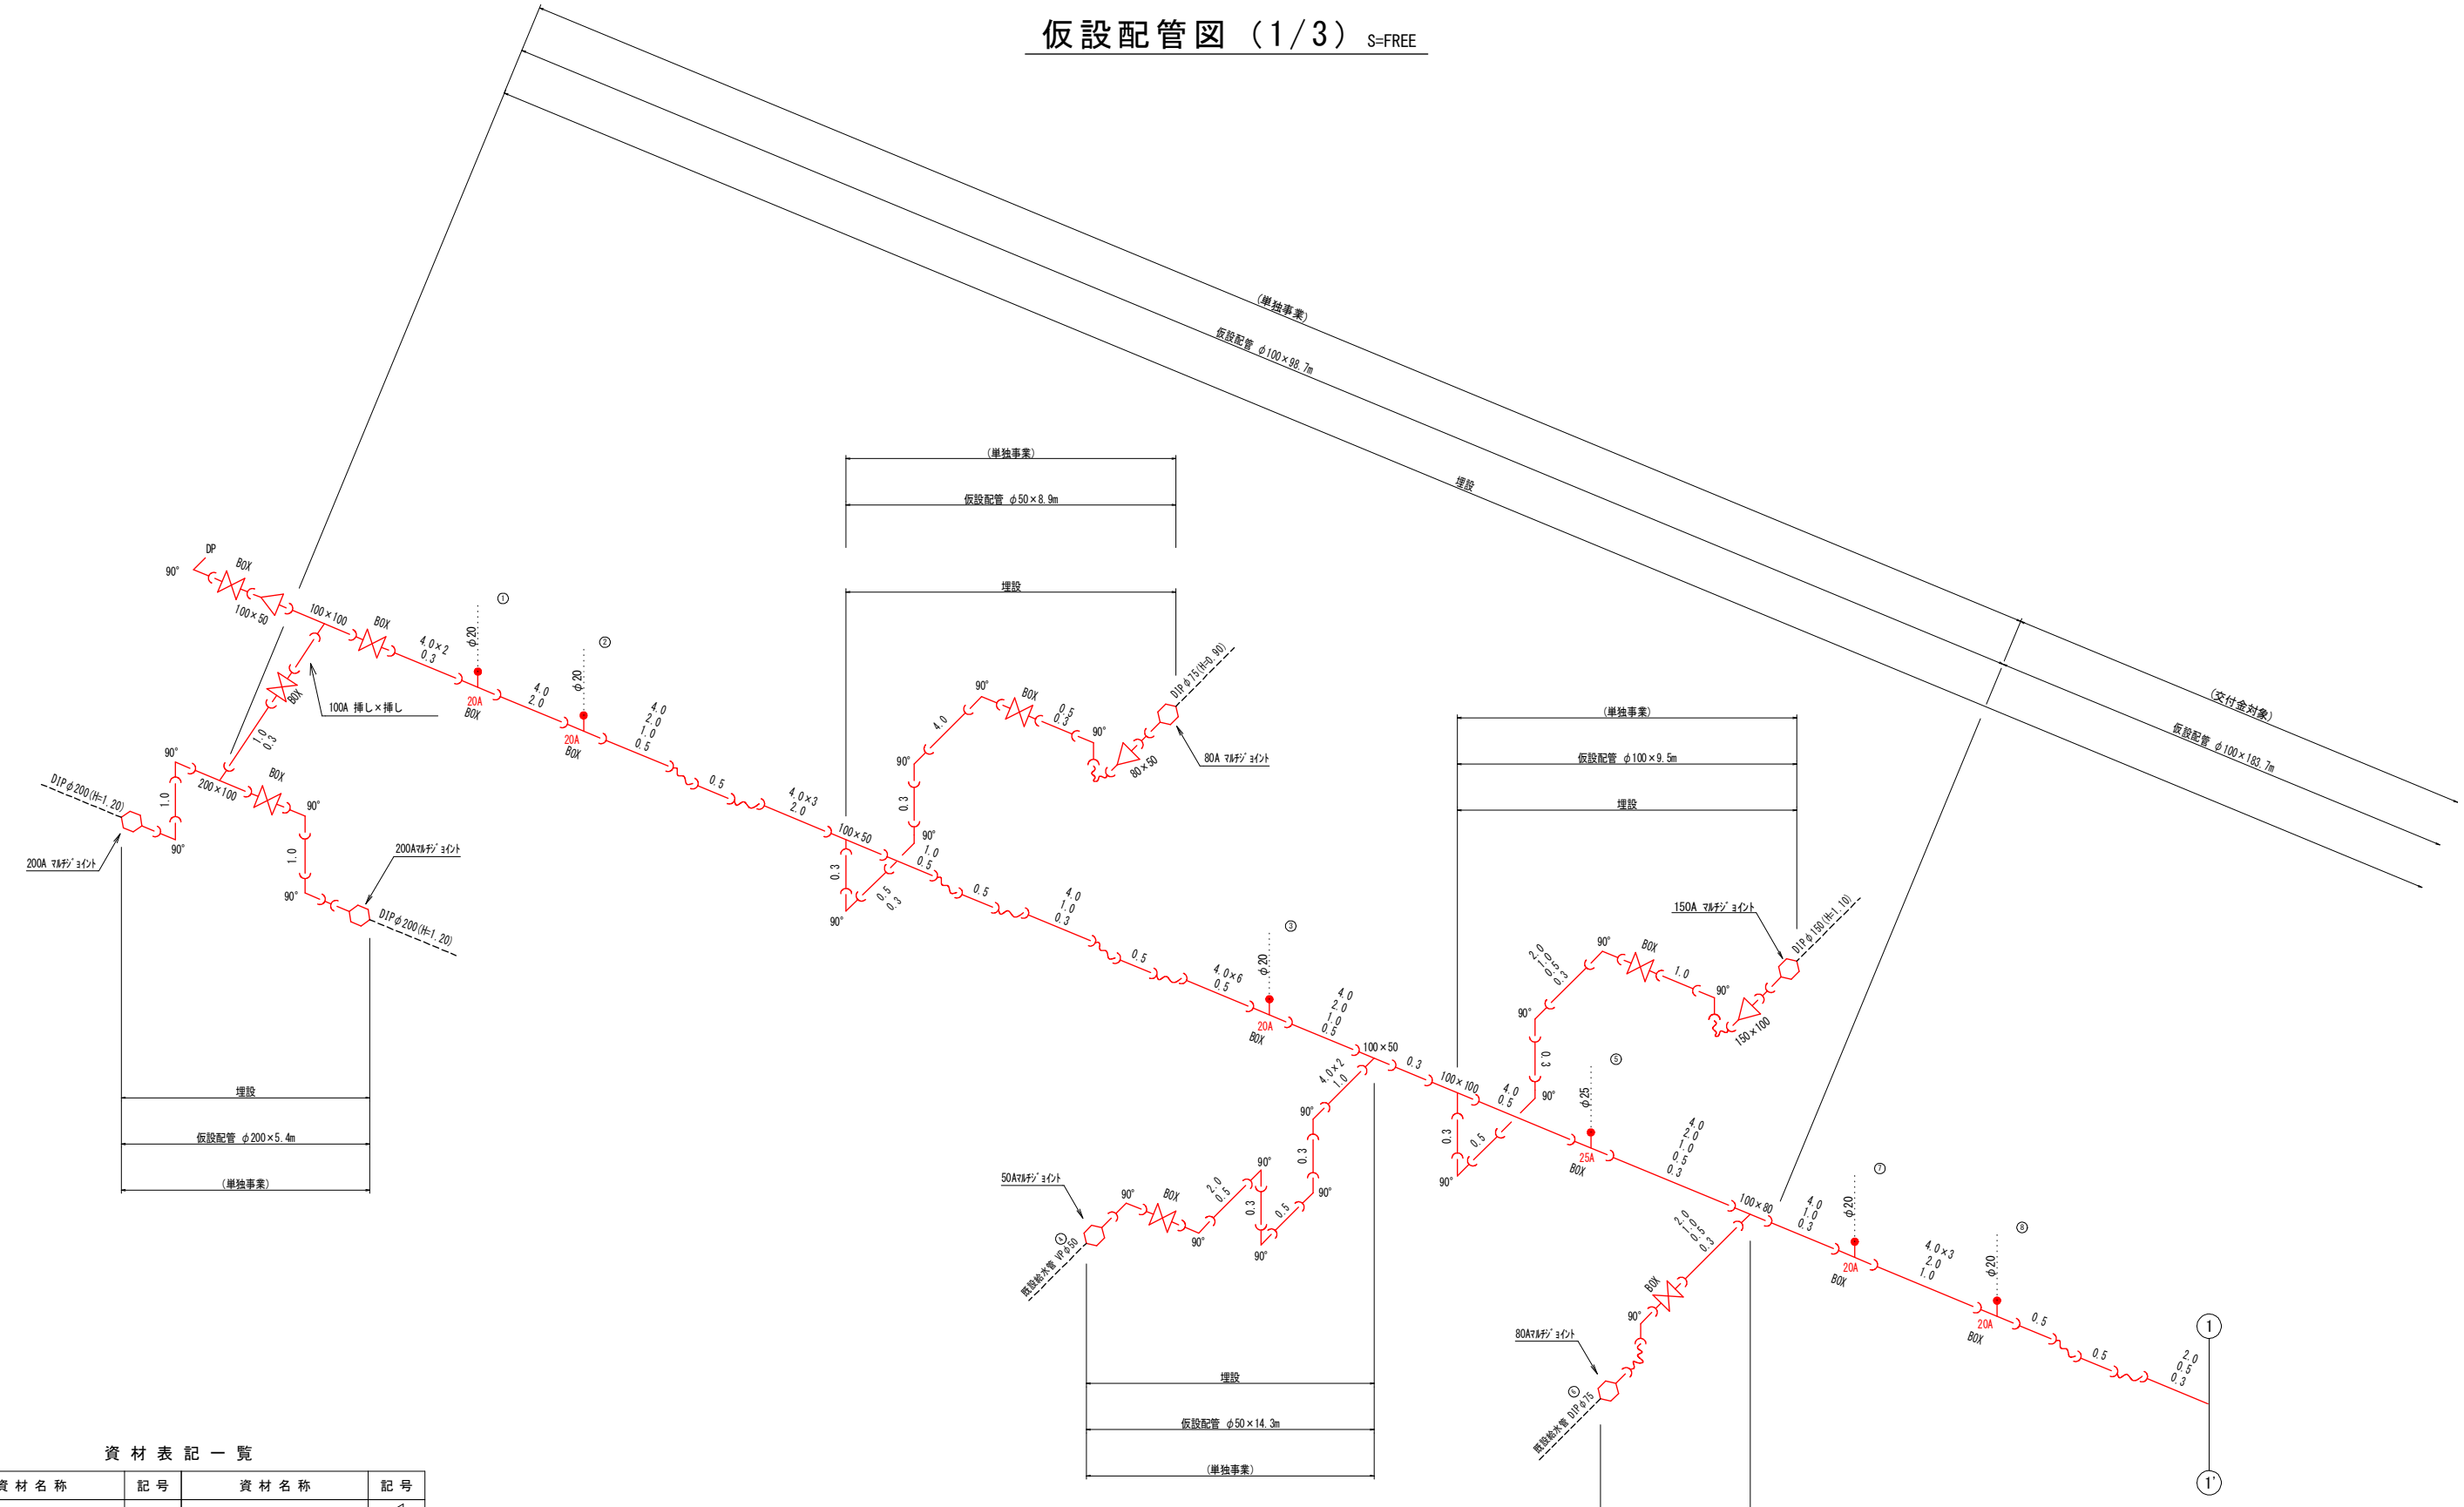 仮設配管図（1/3） S=FREE
(単独事業)
仮設配管 φ100×98.7m
埋設
(交付金対象)
仮設配管 φ100×183.7m
(単独事業)
仮設配管 φ50×8.9m
埋設
DP
90°
BOX
100×50
100×100
BOX
4.0×2
0.3
φ20
①
20A
BOX
4.0
2.0
φ20
②
20A
BOX
4.0
2.0
1.0
0.5
0.5
4.0×3
2.0
100A 挿し×挿し
BOX
1.0
0.3
90°
200×100
BOX
90°
DIPφ200(H=1.20)
1.0
90°
200A マルチジョイント
1.0
90°
200Aマルチジョイント
DIPφ200(H=1.20)
埋設
仮設配管 φ200×5.4m
(単独事業)
100×50
0.3
90°
0.5
0.3
90°
0.3
90°
4.0
90°
BOX
0.5
0.3
90°
80×50
DIPφ75(H=0.90)
80A マルチジョイント
1.0
0.5
0.5
4.0
1.0
0.3
0.5
4.0×6
0.5
φ20
③
20A
BOX
4.0
2.0
1.0
0.5
100×50
0.3
100×100
(単独事業)
仮設配管 φ100×9.5m
埋設
4.0×2
1.0
90°
0.3
90°
0.5
90°
0.3
90°
2.0
0.5
90°
BOX
90°
50Aマルチジョイント
④
既設給水管 VPφ50
埋設
仮設配管 φ50×14.3m
(単独事業)
0.3
90°
0.5
4.0
0.5
90°
0.3
90°
2.0
1.0
0.5
0.3
90°
BOX
1.0
90°
150×100
150A マルチジョイント
DIPφ150(H=1.10)
φ25
⑤
25A
BOX
4.0
2.0
1.0
0.5
0.3
100×80
2.0
1.0
0.5
0.3
BOX
90°
80Aマルチジョイント
⑥
既設給水管 DIPφ75
4.0
1.0
0.3
φ20
⑦
20A
BOX
4.0×3
2.0
1.0
φ20
⑧
20A
BOX
0.5
0.5
2.0
0.5
0.3
1
1'
資材表記一覧
資材名称 記号 資材名称 記号